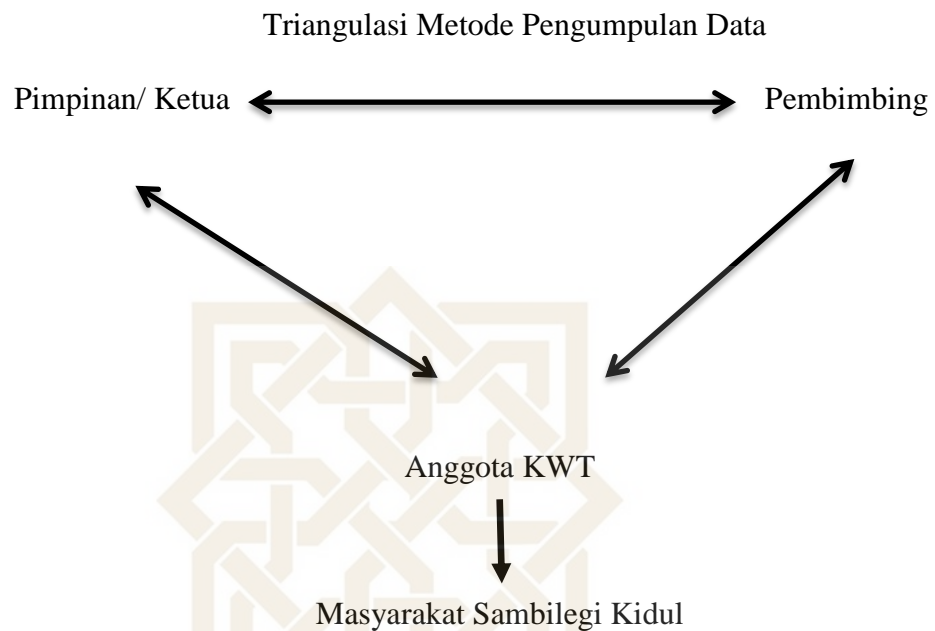 Triangulasi Metode Pengumpulan Data
Pimpinan/ Ketua
Pembimbing
Anggota KWT
Masyarakat Sambilegi Kidul